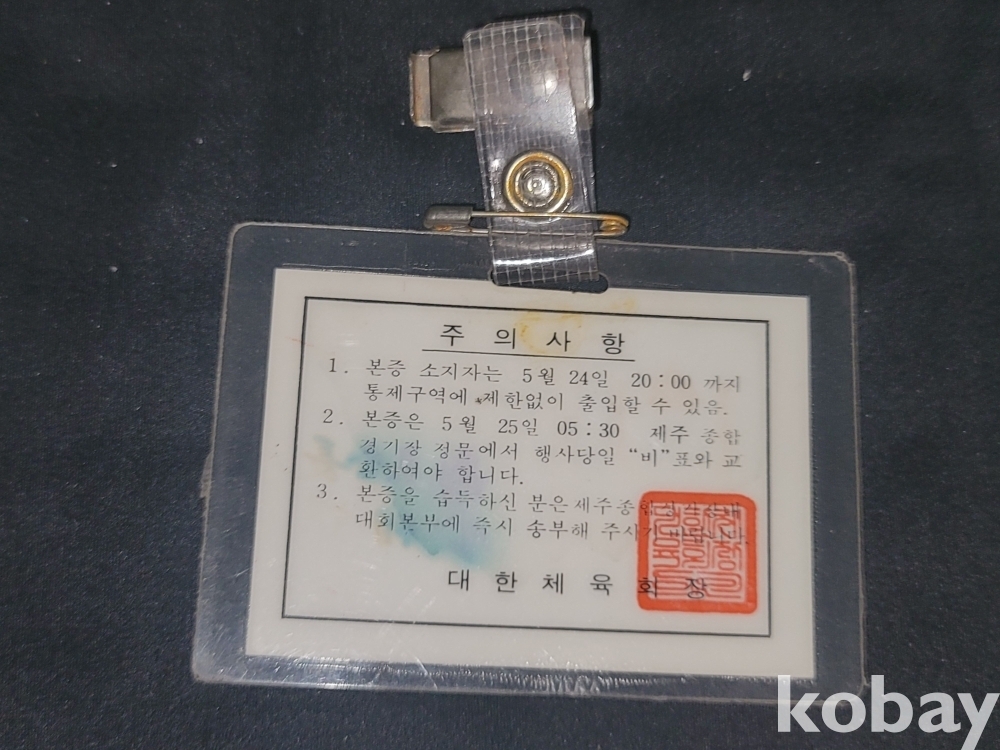 주 의 사 항
1. 본증 소지자는 5월 24일 20:00 까지
통제구역에 제한없이 출입할 수 있음.
2. 본증은 5월 25일 05:30 제주 종합
경기장 정문에서 행사당일 "비"표와 교
환하여야 합니다.
3. 본증을 습득하신 분은 제주종합
대회본부에 즉시 송부해 주시기 바랍니다.
대 한 체 육 회 장
kobay